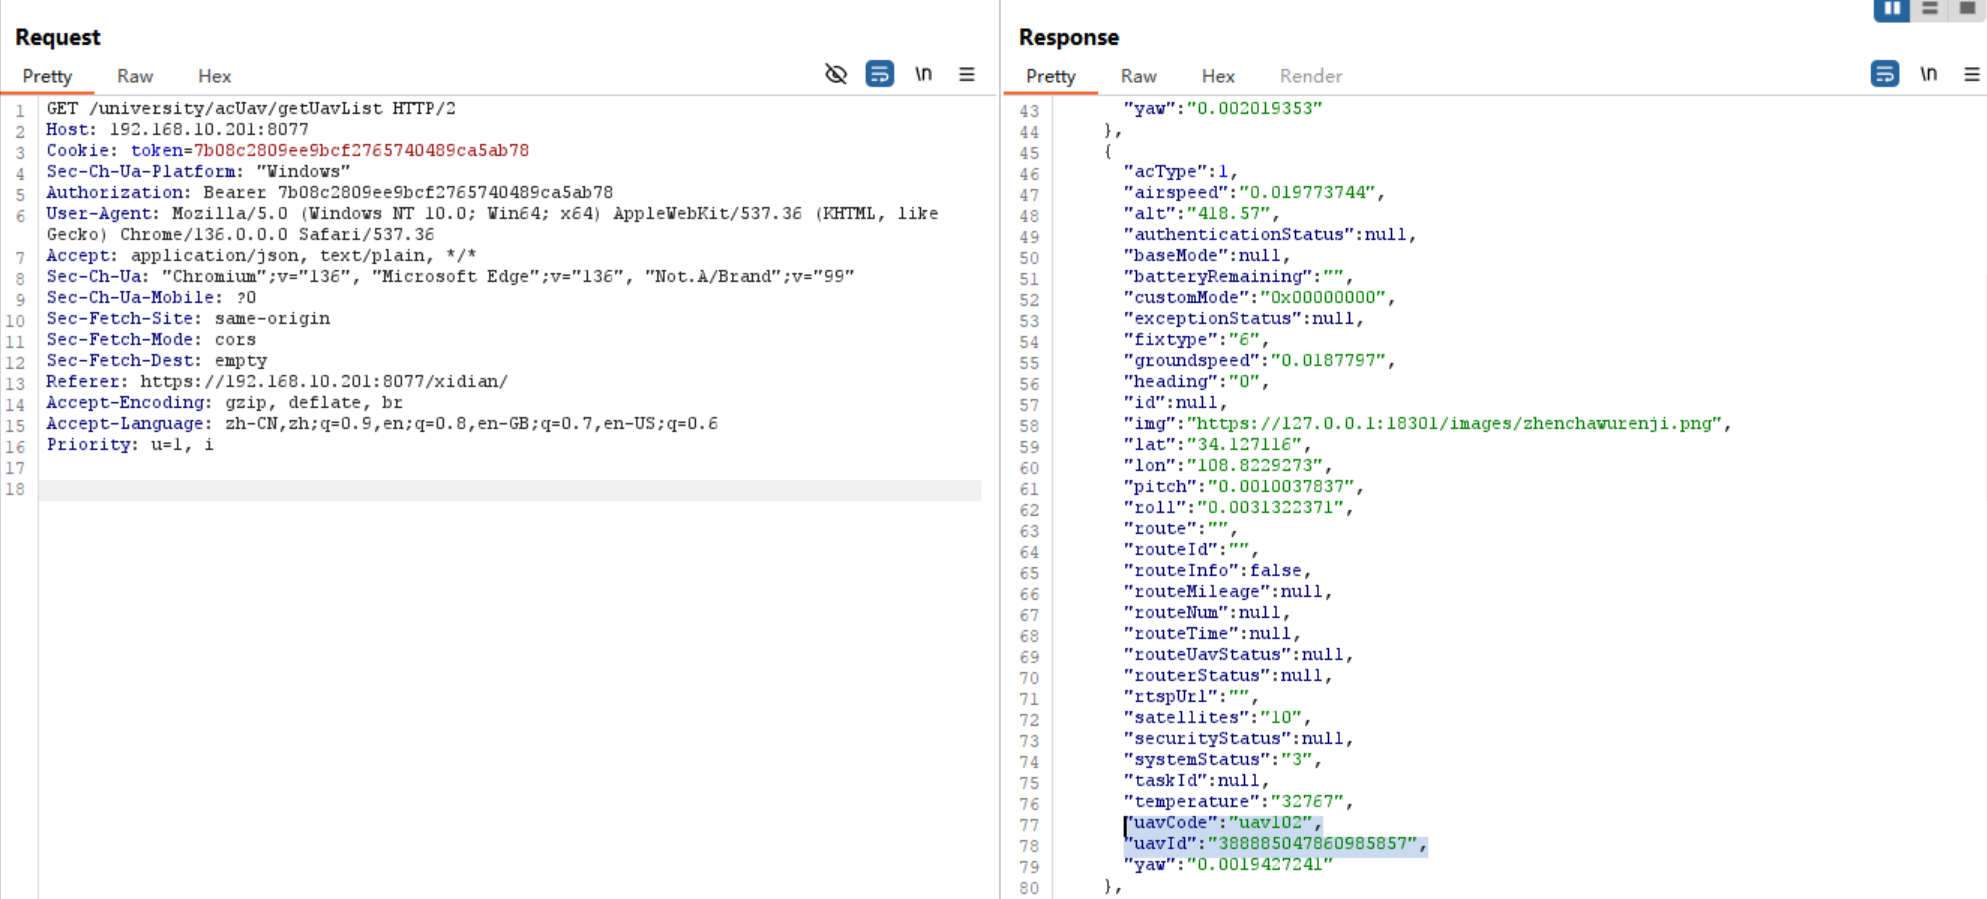 Request
Pretty Raw Hex \n
1 GET /university/acUav/getUavList HTTP/2
2 Host: 192.168.10.201:8077
3 Cookie: token=7b08c2809ee9bcf2765740489ca5ab78
4 Sec-Ch-Ua-Platform: "Windows"
5 Authorization: Bearer 7b08c2809ee9bcf2765740489ca5ab78
6 User-Agent: Mozilla/5.0 (Windows NT 10.0; Win64; x64) AppleWebKit/537.36 (KHTML, like
Gecko) Chrome/136.0.0.0 Safari/537.36
7 Accept: application/json, text/plain, */*
8 Sec-Ch-Ua: "Chromium";v="136", "Microsoft Edge";v="136", "Not.A/Brand";v="99"
9 Sec-Ch-Ua-Mobile: ?0
10 Sec-Fetch-Site: same-origin
11 Sec-Fetch-Mode: cors
12 Sec-Fetch-Dest: empty
13 Referer: https://192.168.10.201:8077/xidian/
14 Accept-Encoding: gzip, deflate, br
15 Accept-Language: zh-CN,zh;q=0.9,en;q=0.8,en-GB;q=0.7,en-US;q=0.6
16 Priority: u=1, i
17
18
Response
Pretty Raw Hex Render \n
43 "yaw":"0.002019353"
44 },
45 {
46 "acType":1,
47 "airspeed":"0.019773744",
48 "alt":"418.57",
49 "authenticationStatus":null,
50 "baseMode":null,
51 "batteryRemaining":"",
52 "customMode":"0x00000000",
53 "exceptionStatus":null,
54 "fixtype":"6",
55 "groundspeed":"0.0187797",
56 "heading":"0",
57 "id":null,
58 "img":"https://127.0.0.1:18301/images/zhenchawurenji.png",
59 "lat":"34.127116",
60 "lon":"108.8229273",
61 "pitch":"0.0010037837",
62 "roll":"0.0031322371",
63 "route":"",
64 "routeId":"",
65 "routeInfo":false,
66 "routeMileage":null,
67 "routeNum":null,
68 "routeTime":null,
69 "routeUavStatus":null,
70 "routerStatus":null,
71 "rtspUrl":"",
72 "satellites":"10",
73 "securityStatus":null,
74 "systemStatus":"3",
75 "taskId":null,
76 "temperature":"32767",
77 "uavCode":"uav102",
78 "uavId":"388885047860985857",
79 "yaw":"0.0019427241"
80 },